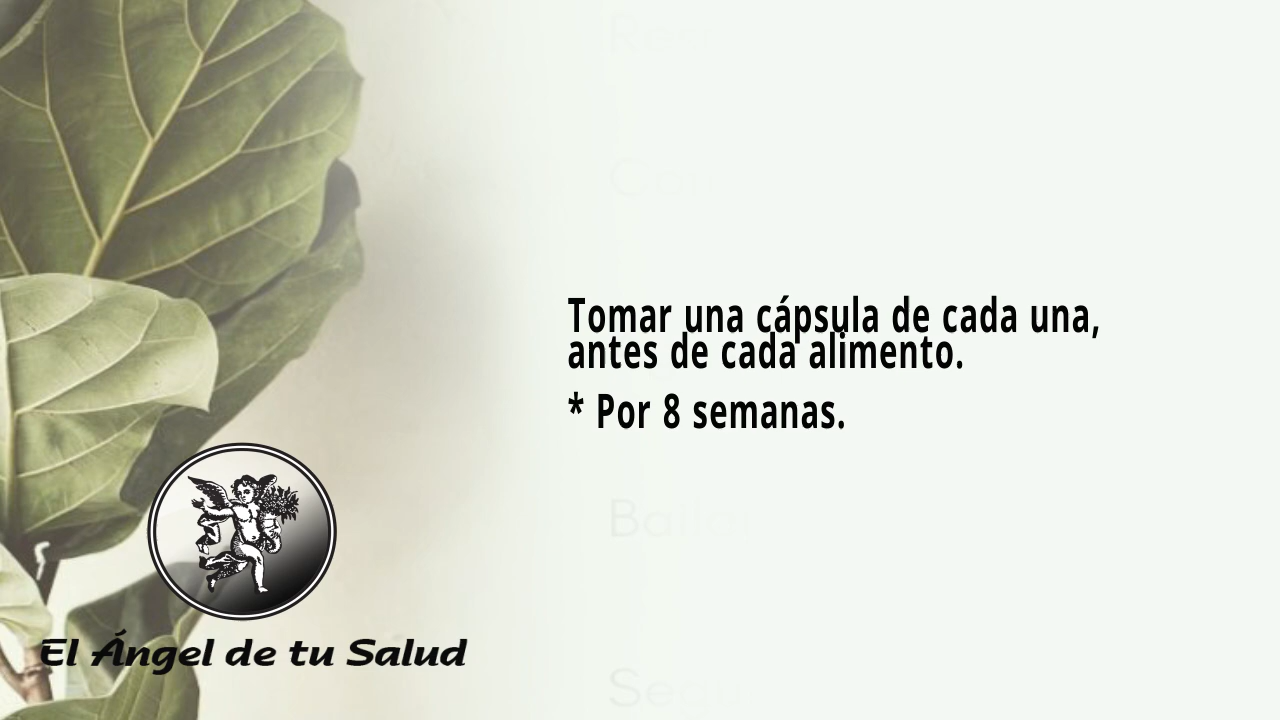 Tomar una cápsula de cada una,
antes de cada alimento.
* Por 8 semanas.
El Ángel de tu Salud